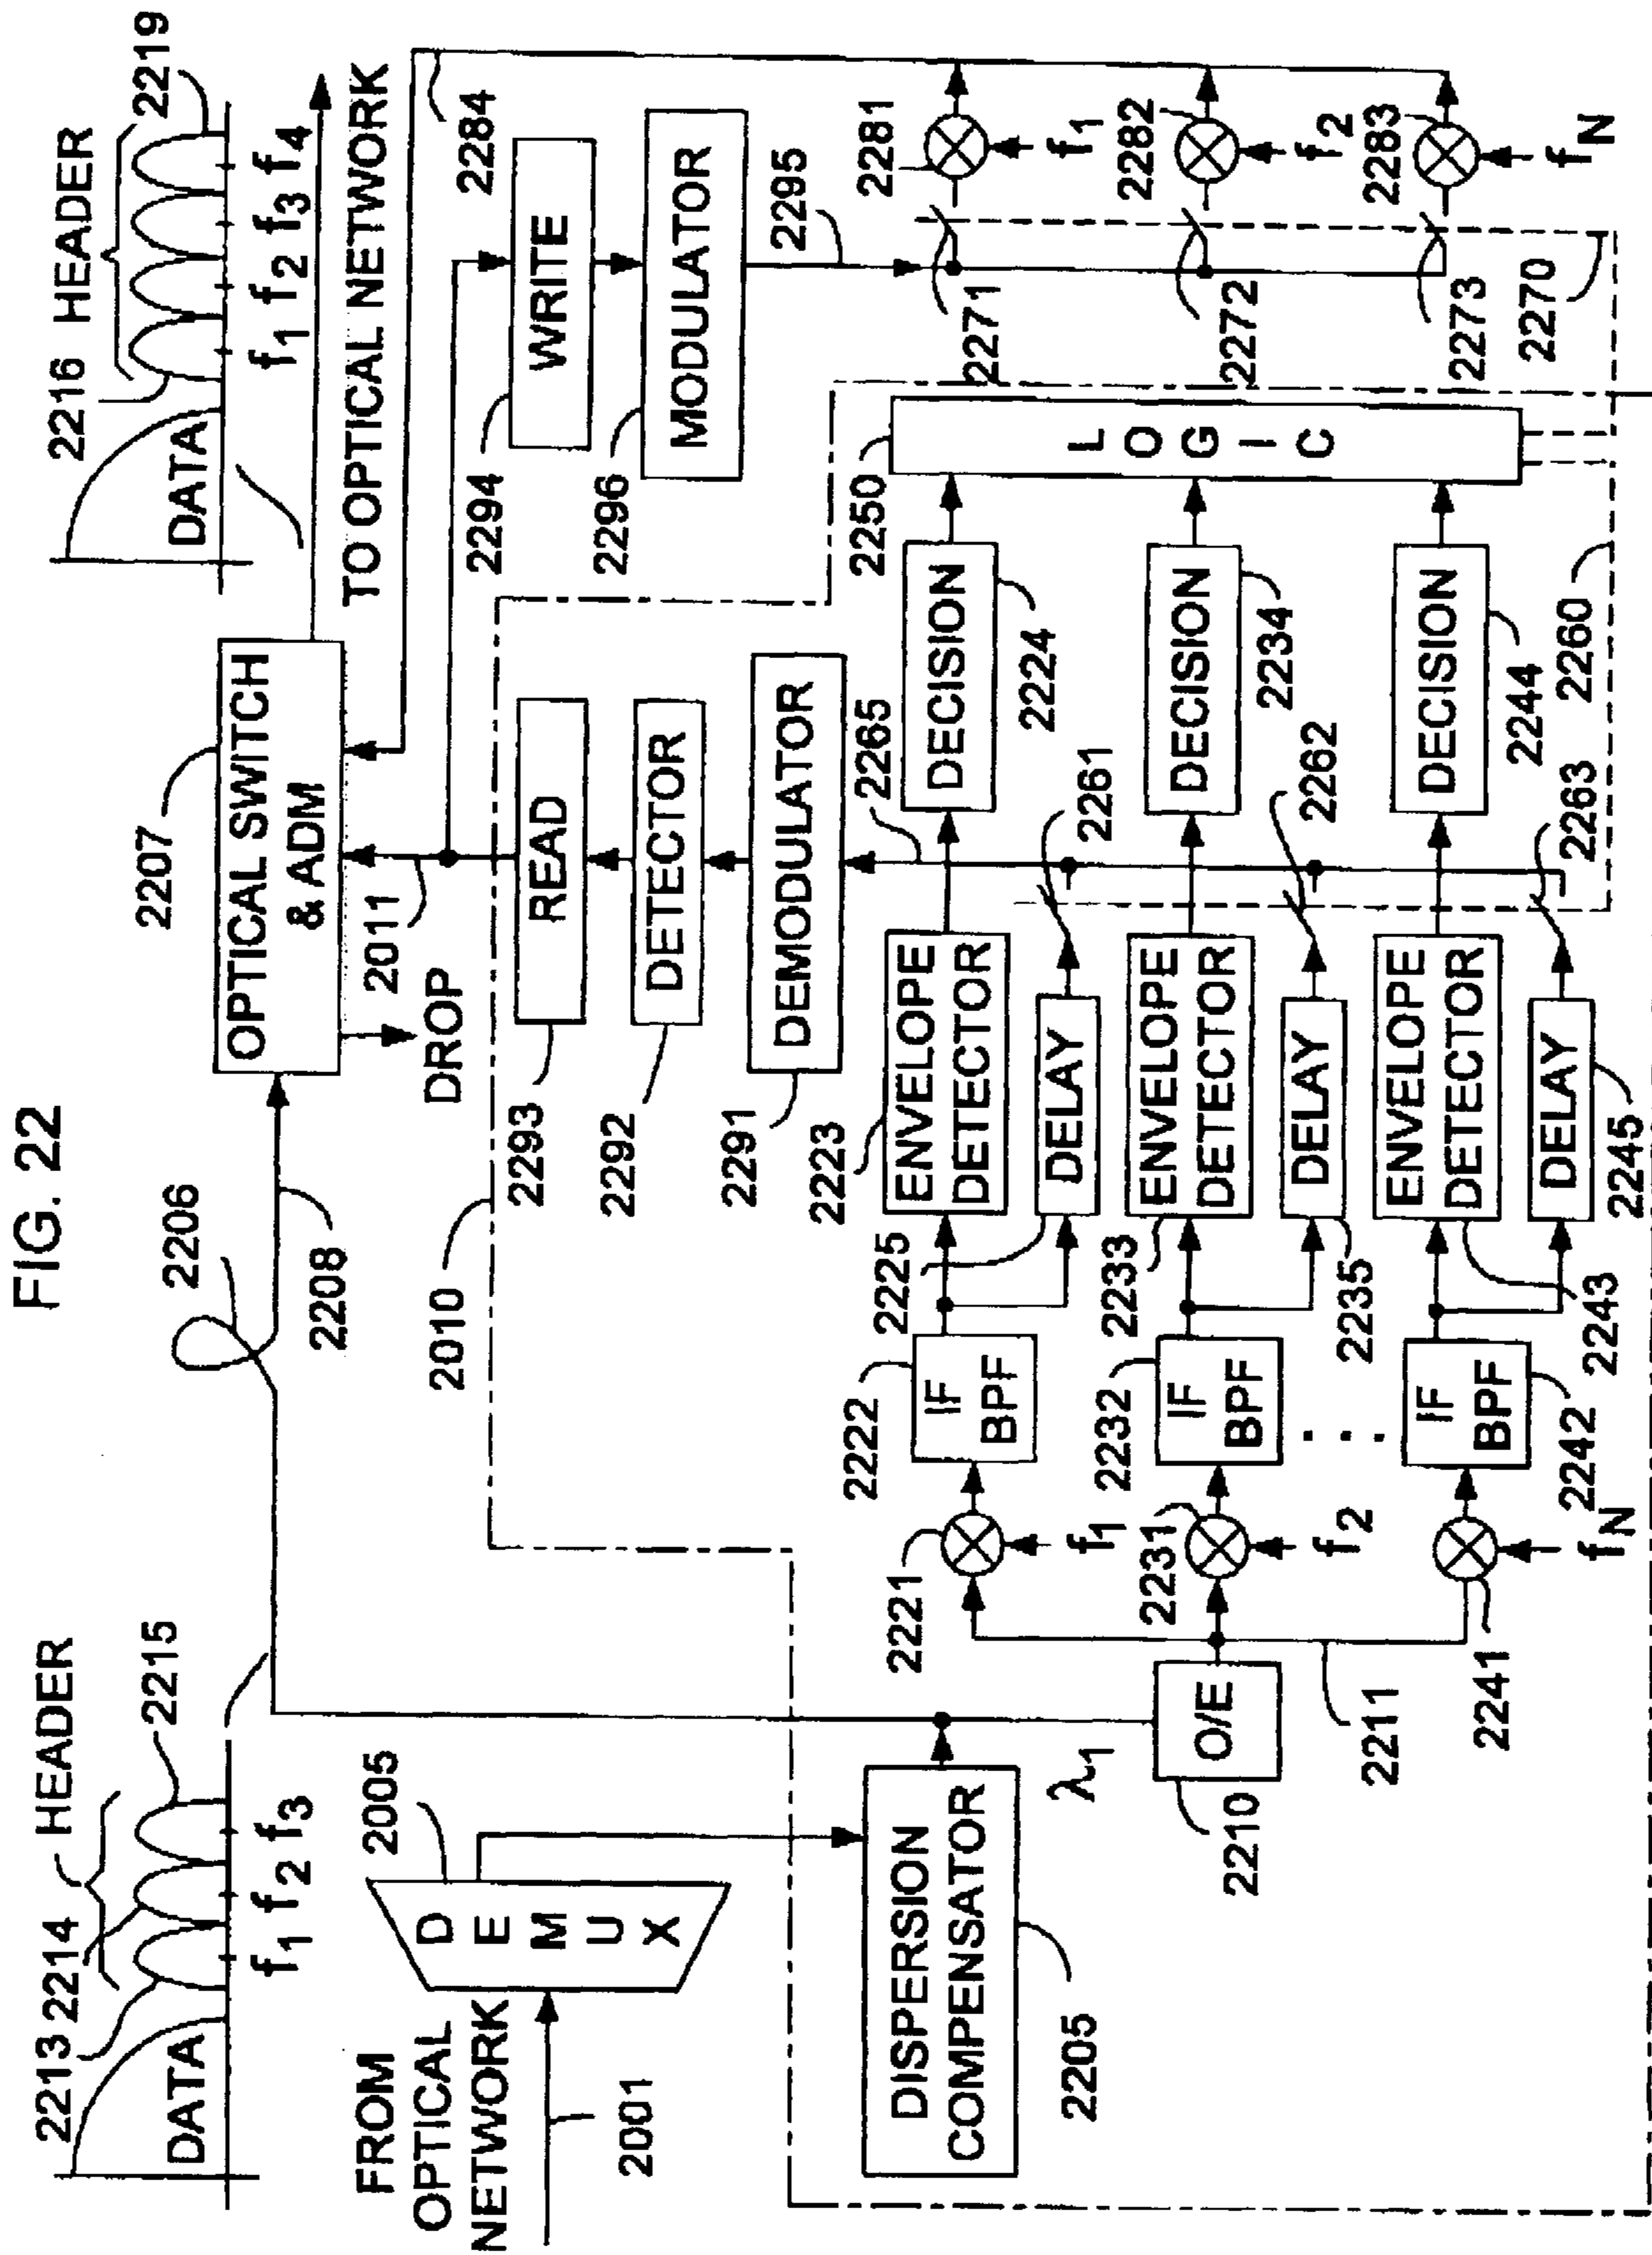 FIG. 22
2213
2214
HEADER
2215
DATA
f1 f2 f3
2206
2208
2207
OPTICAL SWITCH
& ADM
DROP
2011
2216
HEADER
2219
DATA
f1 f2 f3 f4
TO OPTICAL NETWORK
2284
FROM
OPTICAL
NETWORK
2001
DEMUX
2005
2010
2293
READ
2292
DETECTOR
2291
DEMODULATOR
2265
2294
WRITE
2296
MODULATOR
2295
DISPERSION
COMPENSATOR
2205
λ1
O/E
2210
2211
2221
f1
2222
IF
BPF
2225
2223
ENVELOPE
DETECTOR
DELAY
2261
DECISION
2224
2250
LOGIC
2271
2281
f1
2231
f2
2232
IF
BPF
2233
ENVELOPE
DETECTOR
2235
DELAY
2262
DECISION
2234
2272
2282
f2
. . .
2241
fN
2242
IF
BPF
2243
ENVELOPE
DETECTOR
DELAY
2245
2263
DECISION
2244
2260
2273
2270
2283
fN